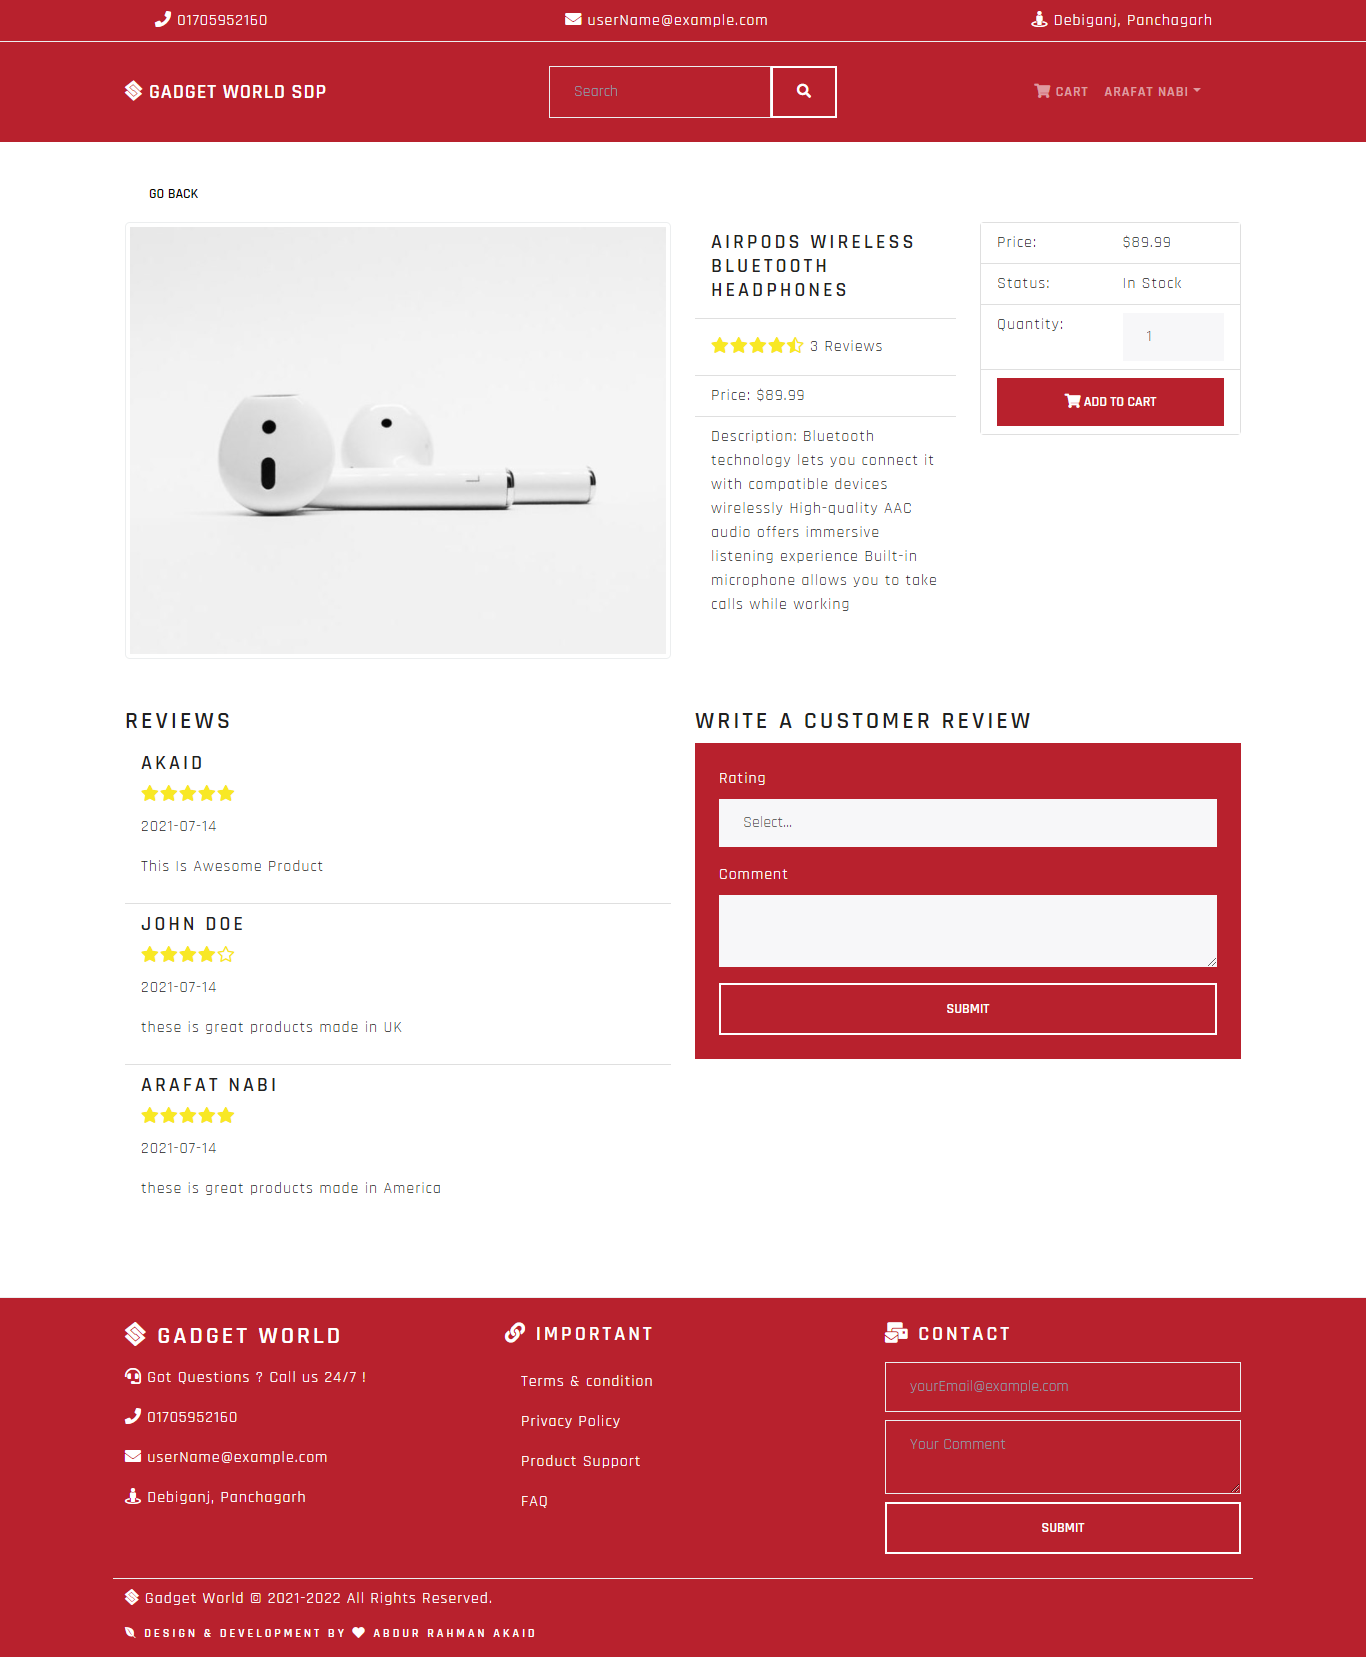 01705952160
userName@example.com
Debiganj, Panchagarh
GADGET WORLD SDP
Search
CART
ARAFAT NABI
GO BACK
AIRPODS WIRELESS
BLUETOOTH
HEADPHONES
3 Reviews
Price: $89.99
Description: Bluetooth
technology lets you connect it
with compatible devices
wirelessly High-quality AAC
audio offers immersive
listening experience Built-in
microphone allows you to take
calls while working
Price: $89.99
Status: In Stock
Quantity: 1
ADD TO CART
REVIEWS
AKAID
2021-07-14
This Is Awesome Product
JOHN DOE
2021-07-14
these is great products made in UK
ARAFAT NABI
2021-07-14
these is great products made in America
WRITE A CUSTOMER REVIEW
Rating
Select...
Comment
SUBMIT
GADGET WORLD
Got Questions ? Call us 24/7 !
01705952160
userName@example.com
Debiganj, Panchagarh
IMPORTANT
Terms & condition
Privacy Policy
Product Support
FAQ
CONTACT
yourEmail@example.com
Your Comment
SUBMIT
Gadget World © 2021-2022 All Rights Reserved.
DESIGN & DEVELOPMENT BY ABDUR RAHMAN AKAID